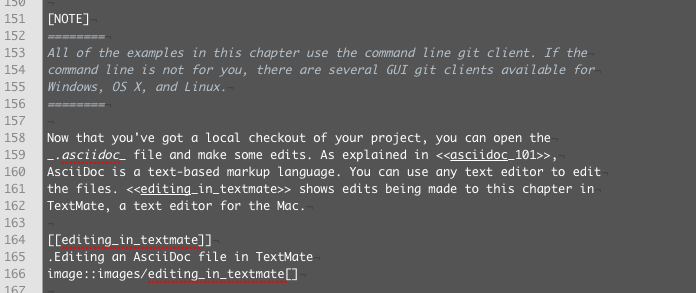 150
151 [NOTE]
152 ========
153 All of the examples in this chapter use the command line git client. If the
154 command line is not for you, there are several GUI git clients available for
155 Windows, OS X, and Linux.
156 ========
157
158 Now that you've got a local checkout of your project, you can open the
159 _.asciidoc_ file and make some edits. As explained in <<asciidoc_101>>,
160 AsciiDoc is a text-based markup language. You can use any text editor to edit
161 the files. <<editing_in_textmate>> shows edits being made to this chapter in
162 TextMate, a text editor for the Mac.
163
164 [[editing_in_textmate]]
165 .Editing an AsciiDoc file in TextMate
166 image::images/editing_in_textmate[]
167